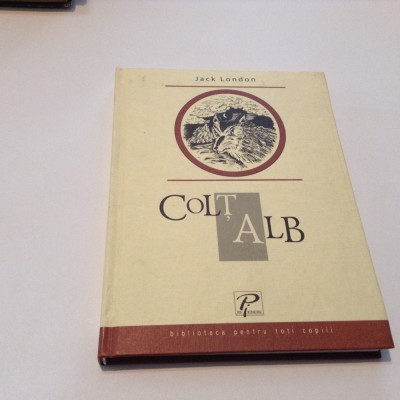 Jack London
COLȚ
ALB
P
biblioteca pentru toți copiii